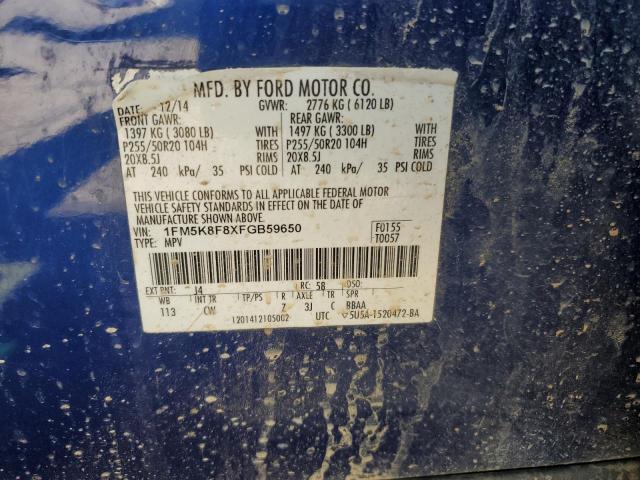 MFD. BY FORD MOTOR CO.
DATE: 12/14 GVWR: 2776 KG ( 6120 LB)
FRONT GAWR: REAR GAWR:
1397 KG ( 3080 LB) WITH 1497 KG ( 3300 LB) WITH
P255/50R20 104H TIRES P255/50R20 104H TIRES
20X8.5J RIMS 20X8.5J RIMS
AT 240 kPa/ 35 PSI COLD AT 240 kPa/ 35 PSI COLD
THIS VEHICLE CONFORMS TO ALL APPLICABLE FEDERAL MOTOR
VEHICLE SAFETY STANDARDS IN EFFECT ON THE DATE OF
MANUFACTURE SHOWN ABOVE.
VIN: 1FM5K8F8XFGB59650 F0155
TYPE: MPV T0057
EXT PNT: J4 RC: 58 DSO:
WB INT TR TP/PS R AXLE TR SPR
113 CW Z 3J C BBAA
1201412105002 UTC 5U5A-1520472-BA